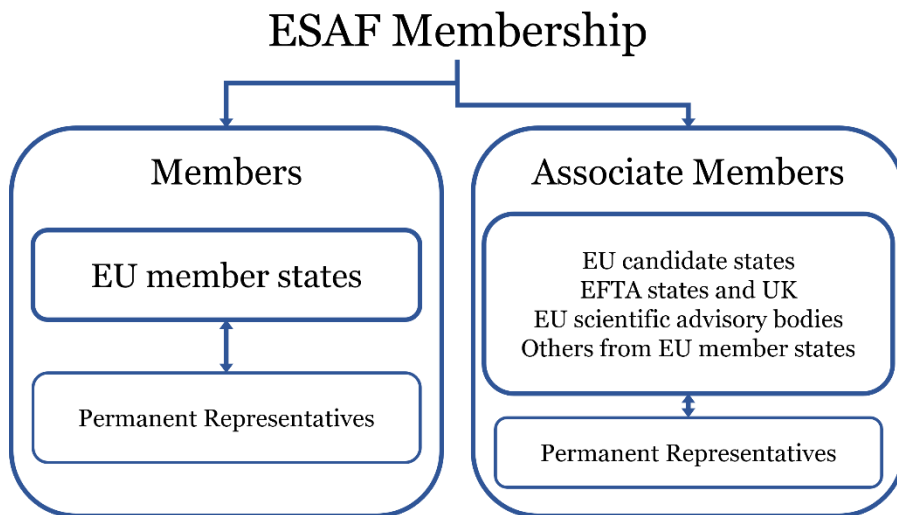 ESAF Membership
Members
EU member states
Permanent Representatives
Associate Members
EU candidate states
EFTA states and UK
EU scientific advisory bodies
Others from EU member states
Permanent Representatives